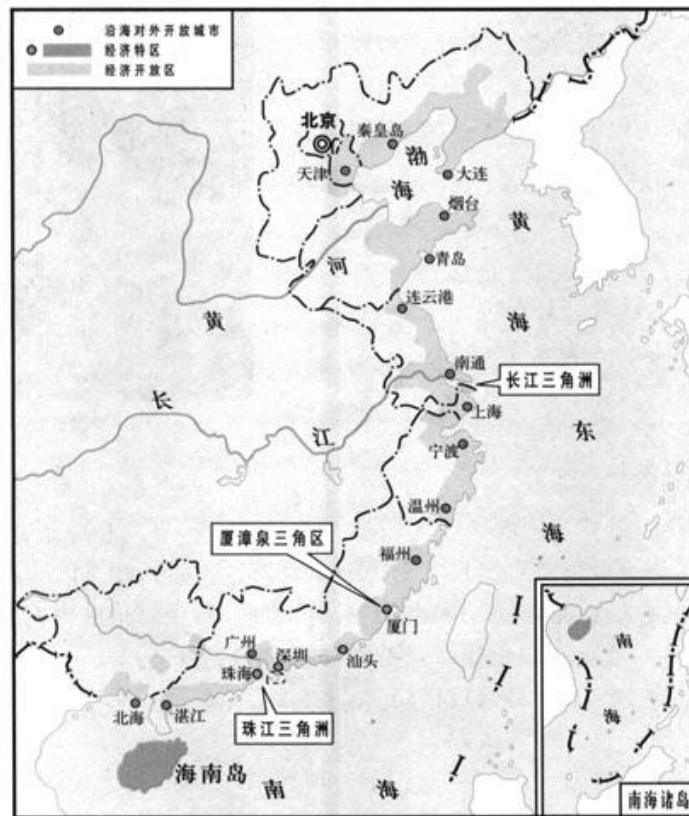 沿海对外开放城市
经济特区
经济开放区
北京
秦皇岛
渤
海
天津
大连
烟台
黄
海
青岛
河
黄
连云港
南通
长江三角洲
长
江
上海
东
海
宁波
温州
厦漳泉三角区
福州
厦门
广州
深圳
汕头
珠海
北海
湛江
珠江三角洲
海南岛
南
海
南
海
南海诸岛